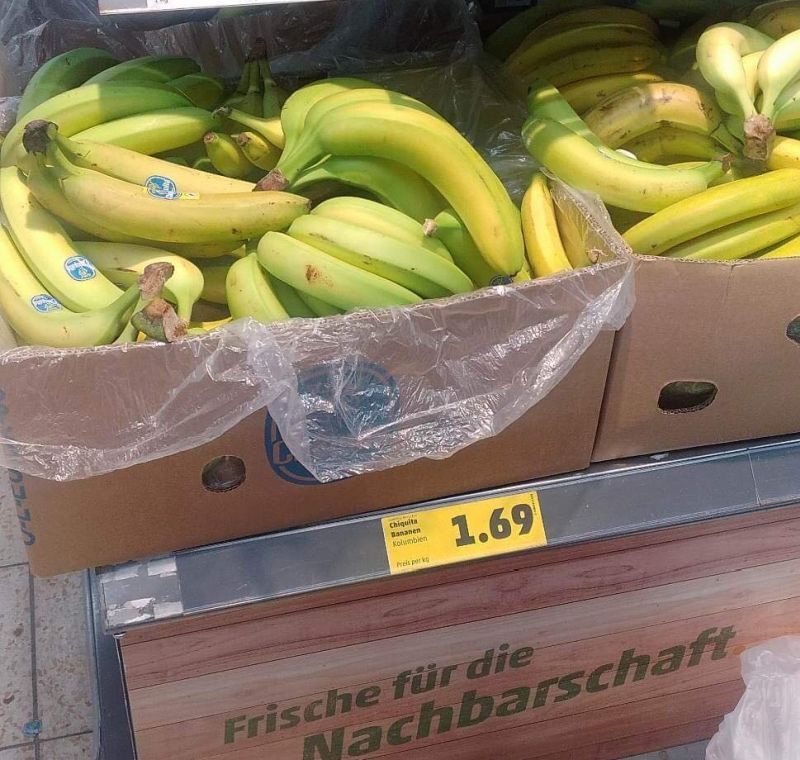 Chiquita
Bananen
Kolumbien
Preis per kg
1.69
Frische für die
Nachbarschaft